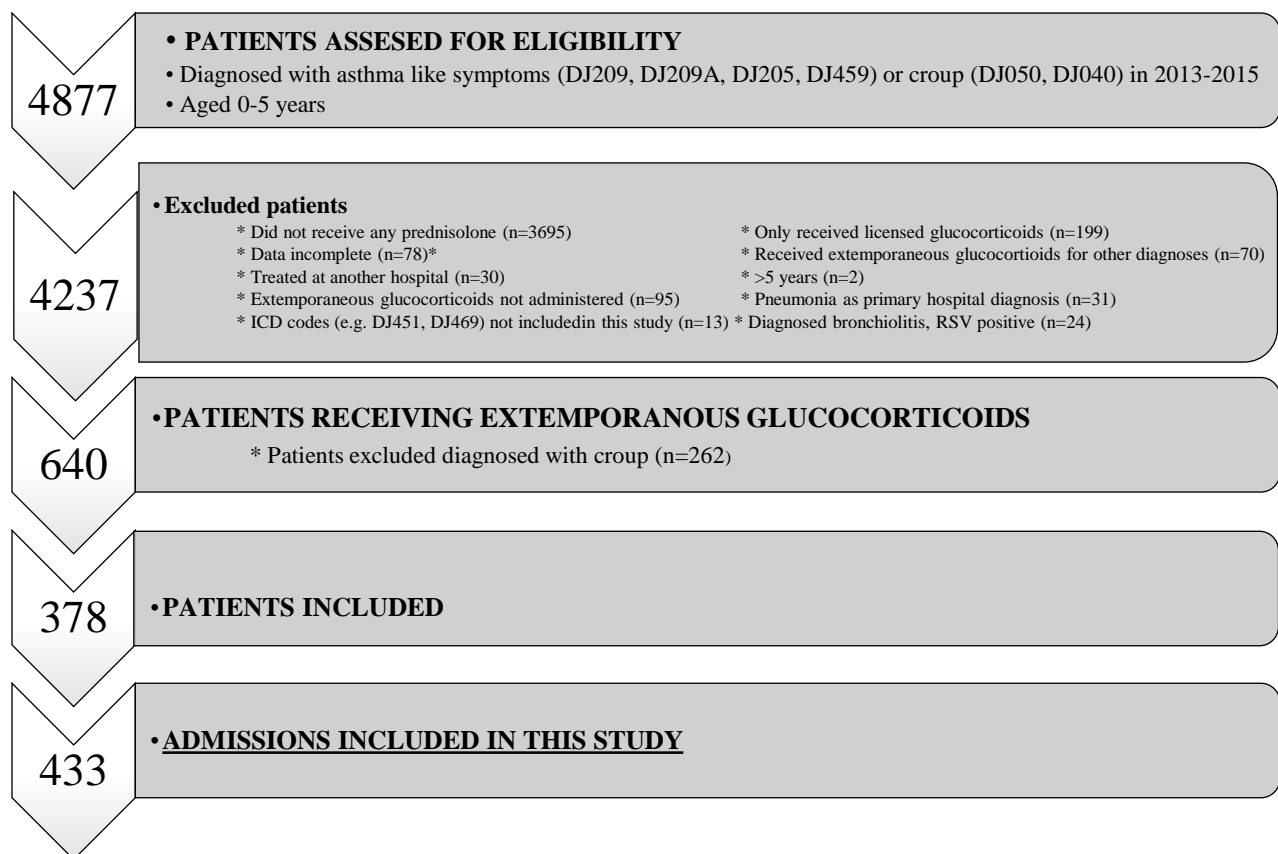 4877
• PATIENTS ASSESED FOR ELIGIBILITY
• Diagnosed with asthma like symptoms (DJ209, DJ209A, DJ205, DJ459) or croup (DJ050, DJ040) in 2013-2015
• Aged 0-5 years
4237
• Excluded patients
* Did not receive any prednisolone (n=3695) * Only received licensed glucocorticoids (n=199)
* Data incomplete (n=78)* * Received extemporaneous glucocortioids for other diagnoses (n=70)
* Treated at another hospital (n=30) * >5 years (n=2)
* Extemporaneous glucocorticoids not administered (n=95) * Pneumonia as primary hospital diagnosis (n=31)
* ICD codes (e.g. DJ451, DJ469) not includedin this study (n=13) * Diagnosed bronchiolitis, RSV positive (n=24)
640
• PATIENTS RECEIVING EXTEMPORANOUS GLUCOCORTICOIDS
* Patients excluded diagnosed with croup (n=262)
378
• PATIENTS INCLUDED
433
• ADMISSIONS INCLUDED IN THIS STUDY